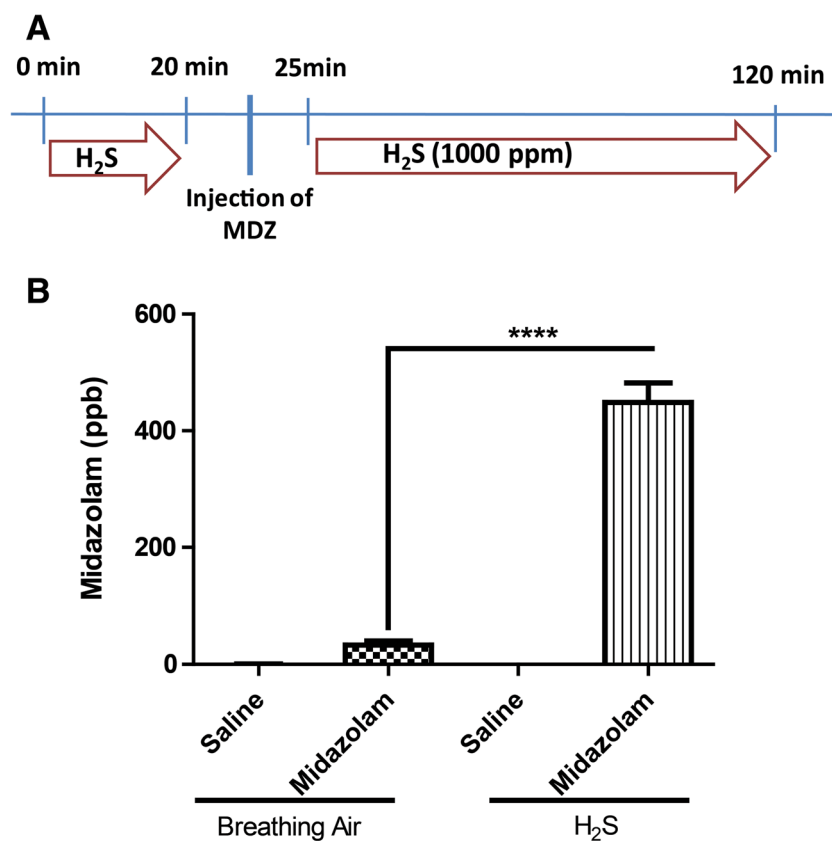 A
0 min 20 min 25min 120 min
H₂S H₂S (1000 ppm)
Injection of
MDZ
B
Midazolam (ppb)
600
****
400
200
0
Saline Midazolam Saline Midazolam
Breathing Air H₂S